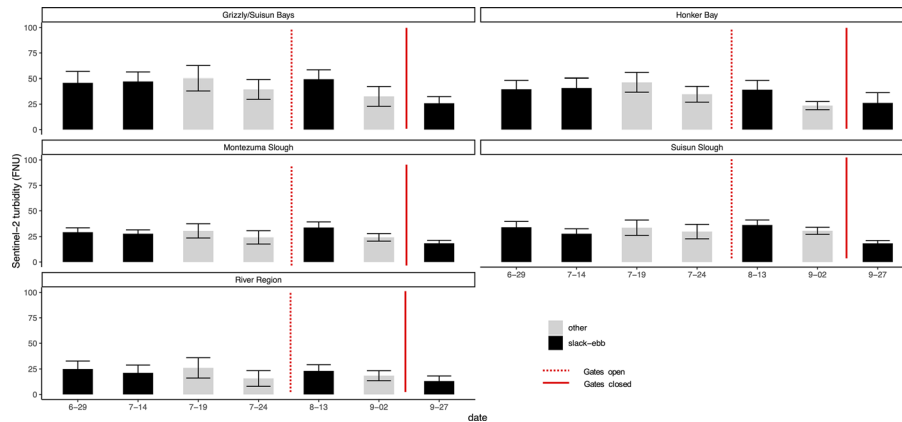 Grizzly/Suisun Bays
Honker Bay
100
75
50
25
0
Montezuma Slough
Suisun Slough
Sentinel−2 turbidity (FNU)
100
75
50
25
0
River Region
6−29 7−14 7−19 7−24 8−13 9−02 9−27
100
75
50
25
0
other
slack−ebb
Gates open
Gates closed
6−29 7−14 7−19 7−24 8−13 9−02 9−27
date